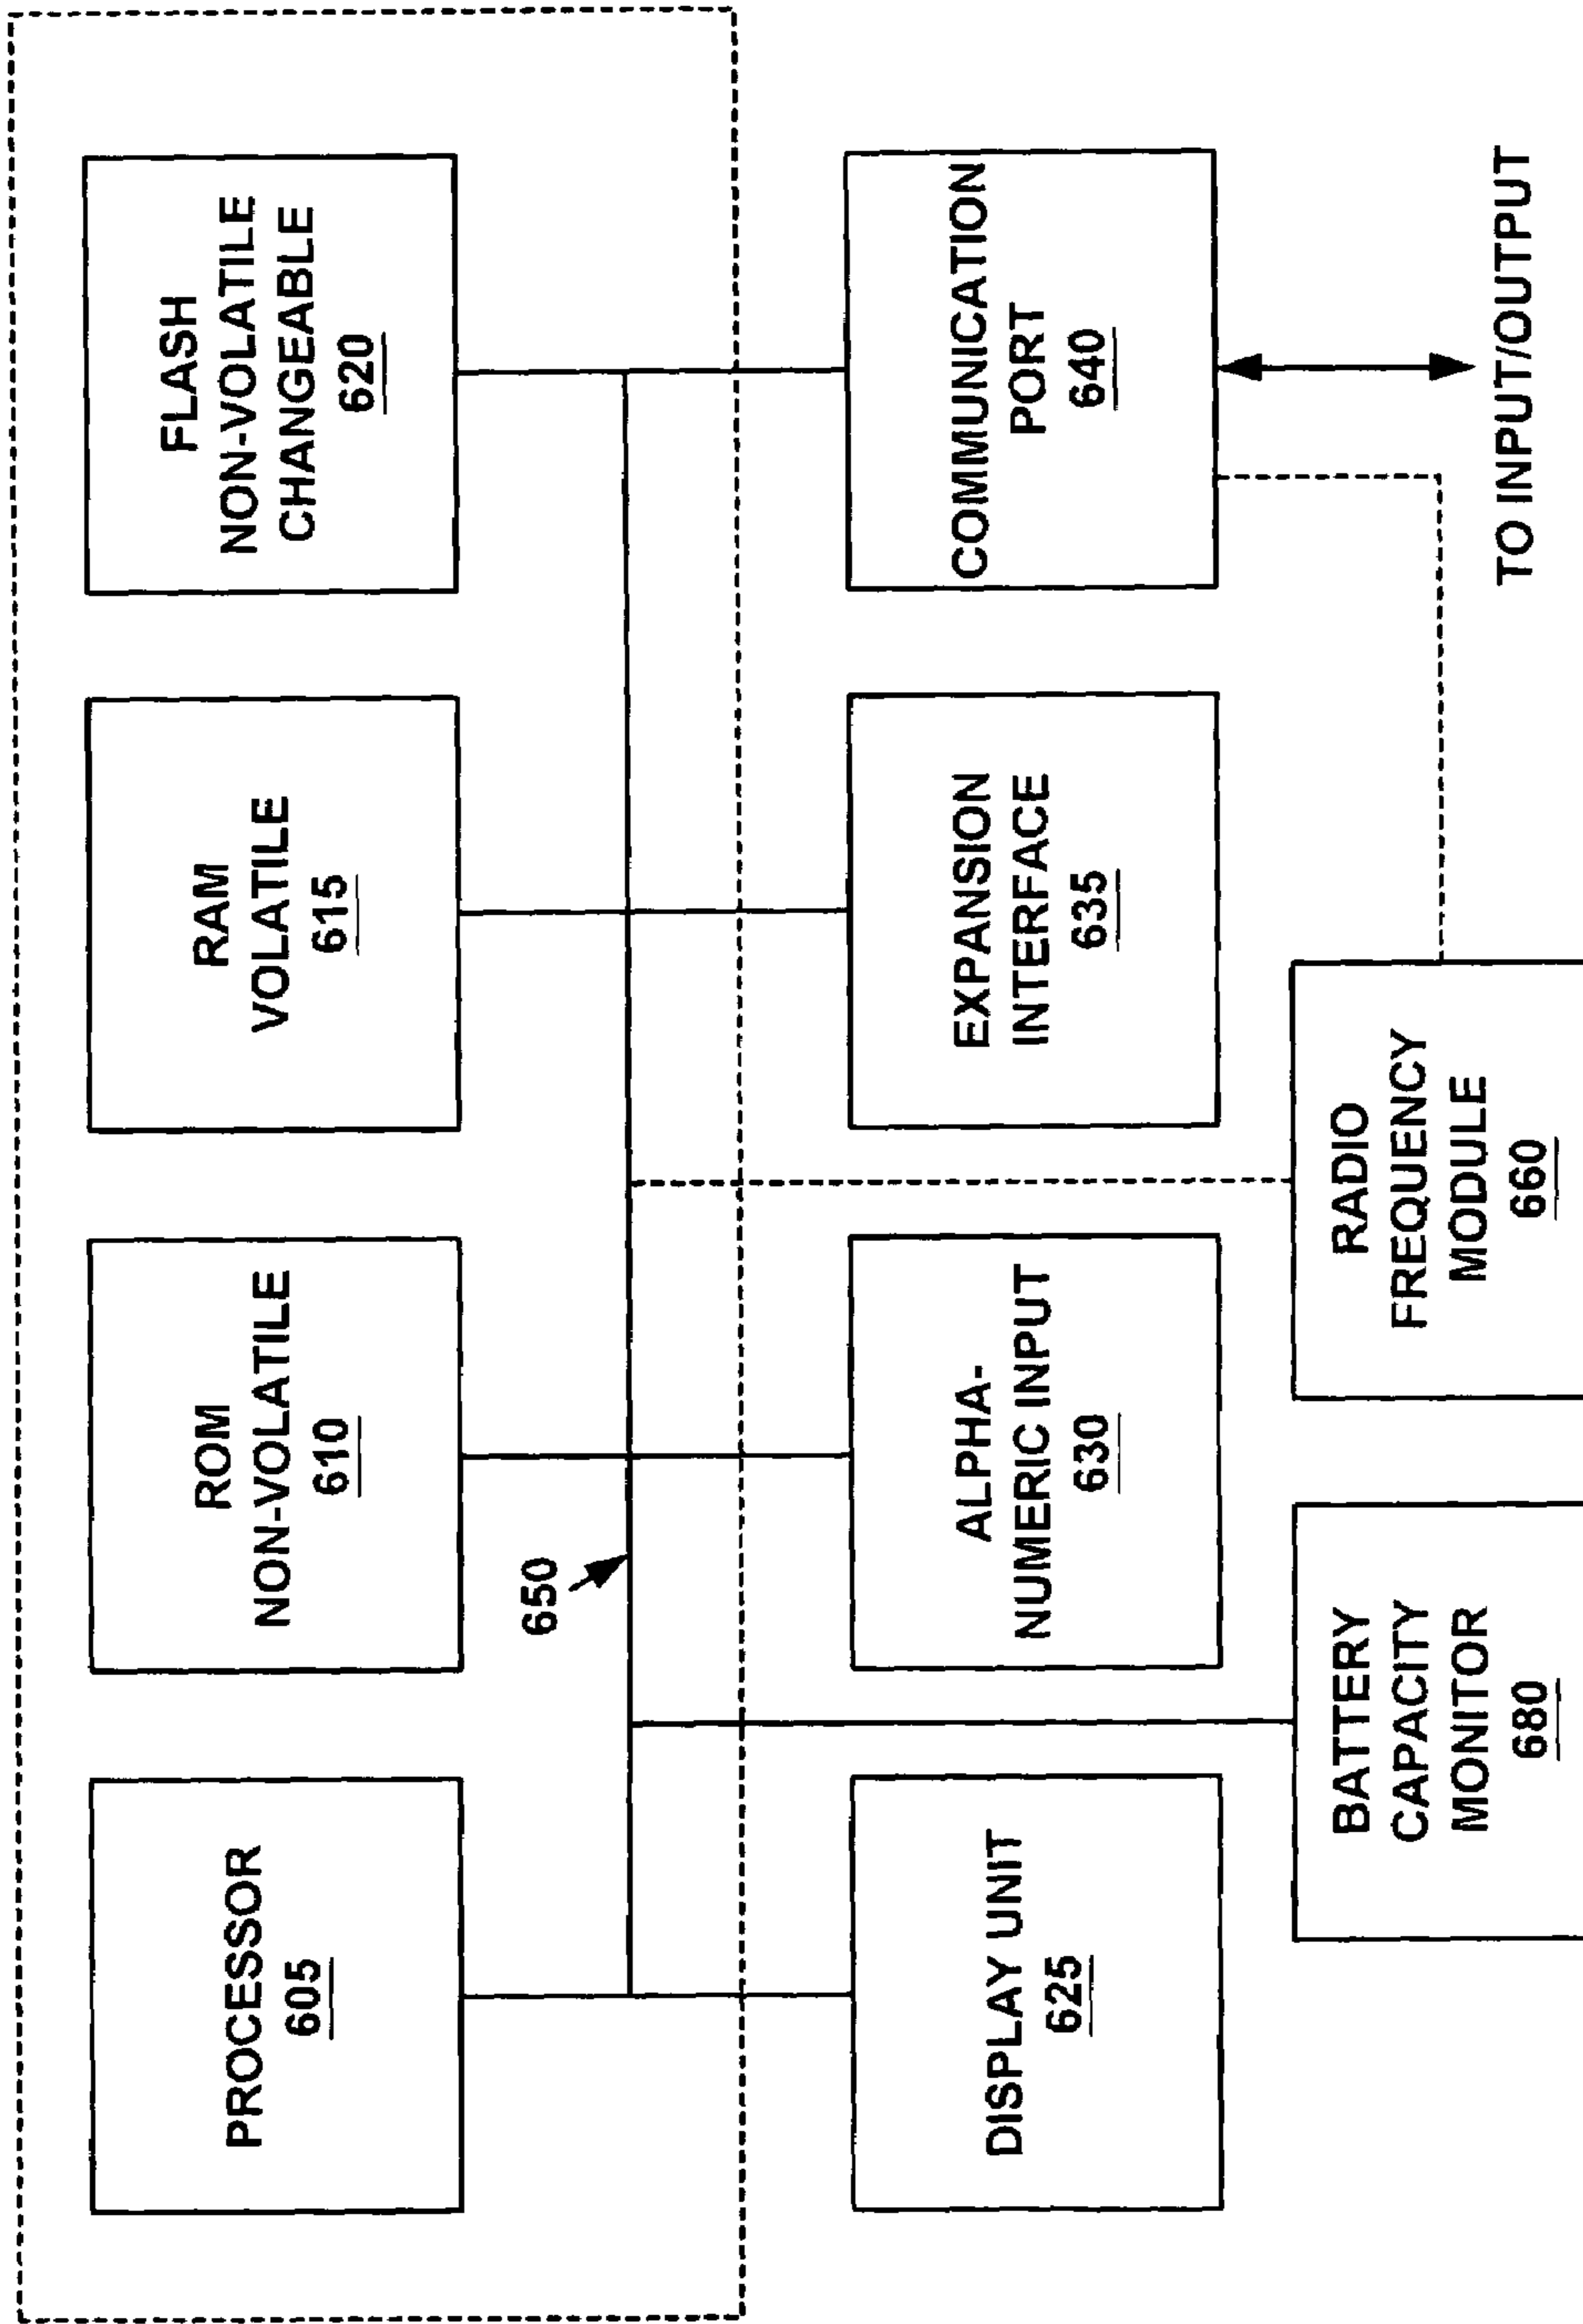 PROCESSOR
605
ROM
NON-VOLATILE
610
RAM
VOLATILE
615
FLASH
NON-VOLATILE
CHANGEABLE
620
650
DISPLAY UNIT
625
ALPHA-
NUMERIC INPUT
630
EXPANSION
INTERFACE
635
COMMUNICATION
PORT
640
BATTERY
CAPACITY
MONITOR
680
RADIO
FREQUENCY
MODULE
660
TO INPUT/OUTPUT